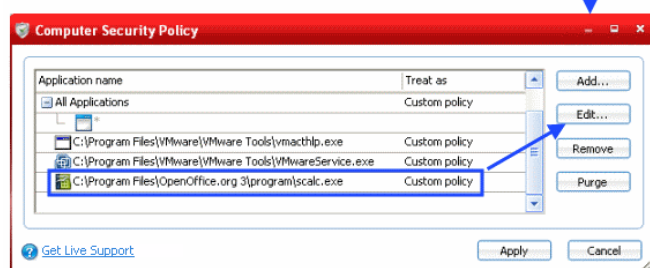 Computer Security Policy
Application name Treat as Add...
All Applications Custom policy
Edit...
*
C:\Program Files\VMware\VMware Tools\vmacthlp.exe Custom policy
Remove
C:\Program Files\VMware\VMware Tools\VMwareService.exe Custom policy
C:\Program Files\OpenOffice.org 3\program\scalc.exe Custom policy Purge
Get Live Support Apply Cancel